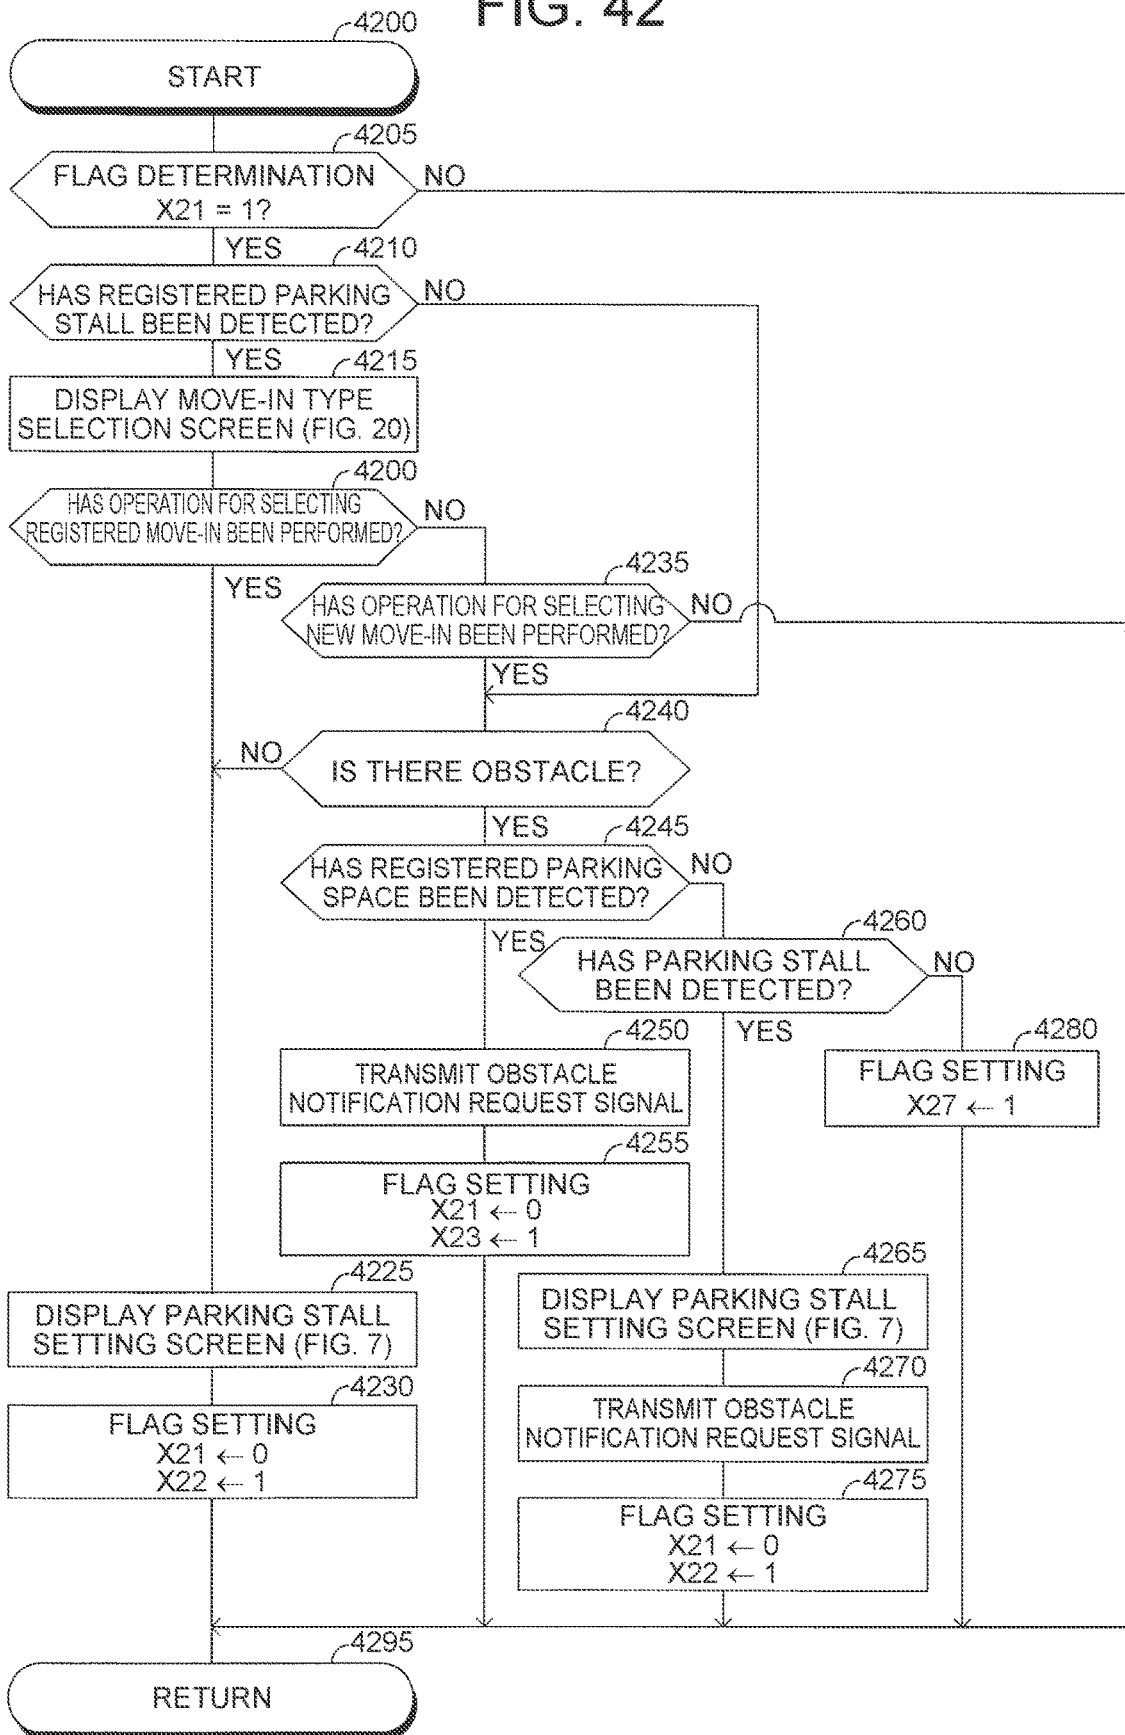 FIG. 42
4200
START
4205
FLAG DETERMINATION
X21 = 1?
NO
YES
4210
HAS REGISTERED PARKING
STALL BEEN DETECTED?
NO
YES
4215
DISPLAY MOVE-IN TYPE
SELECTION SCREEN (FIG. 20)
4200
HAS OPERATION FOR SELECTING
REGISTERED MOVE-IN BEEN PERFORMED?
NO
YES
4235
HAS OPERATION FOR SELECTING
NEW MOVE-IN BEEN PERFORMED?
NO
YES
4240
NO
IS THERE OBSTACLE?
YES
4245
HAS REGISTERED PARKING
SPACE BEEN DETECTED?
NO
YES
4260
HAS PARKING STALL
BEEN DETECTED?
NO
YES
4250
TRANSMIT OBSTACLE
NOTIFICATION REQUEST SIGNAL
4280
FLAG SETTING
X27 ← 1
4255
FLAG SETTING
X21 ← 0
X23 ← 1
4225
DISPLAY PARKING STALL
SETTING SCREEN (FIG. 7)
4265
DISPLAY PARKING STALL
SETTING SCREEN (FIG. 7)
4230
FLAG SETTING
X21 ← 0
X22 ← 1
4270
TRANSMIT OBSTACLE
NOTIFICATION REQUEST SIGNAL
4275
FLAG SETTING
X21 ← 0
X22 ← 1
4295
RETURN